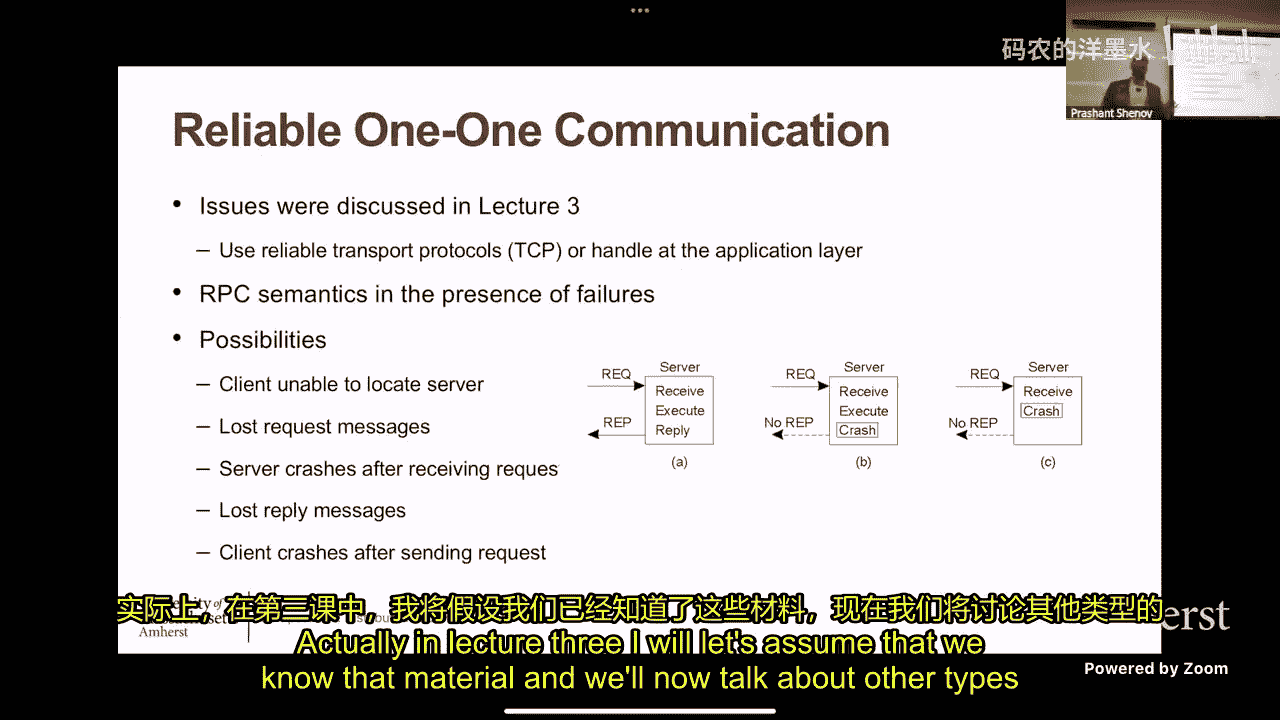 码农的洋墨水
Prashant Shenoy
Reliable One-One Communication
• Issues were discussed in Lecture 3
– Use reliable transport protocols (TCP) or handle at the application layer
• RPC semantics in the presence of failures
• Possibilities
– Client unable to locate server
– Lost request messages
– Server crashes after receiving reques
– Lost reply messages
– Client crashes after sending request
REQ
Server
Receive
Execute
Reply
REP
(a)
REQ
Server
Receive
Execute
Crash
No REP
(b)
REQ
Server
Receive
Crash
No REP
(c)
实际上，在第三课中，我将假设我们已经知道了这些材料，现在我们将讨论其他类型的
Amherst
Actually in lecture three I will let's assume that we
know that material and we'll now talk about other types
Powered by Zoom